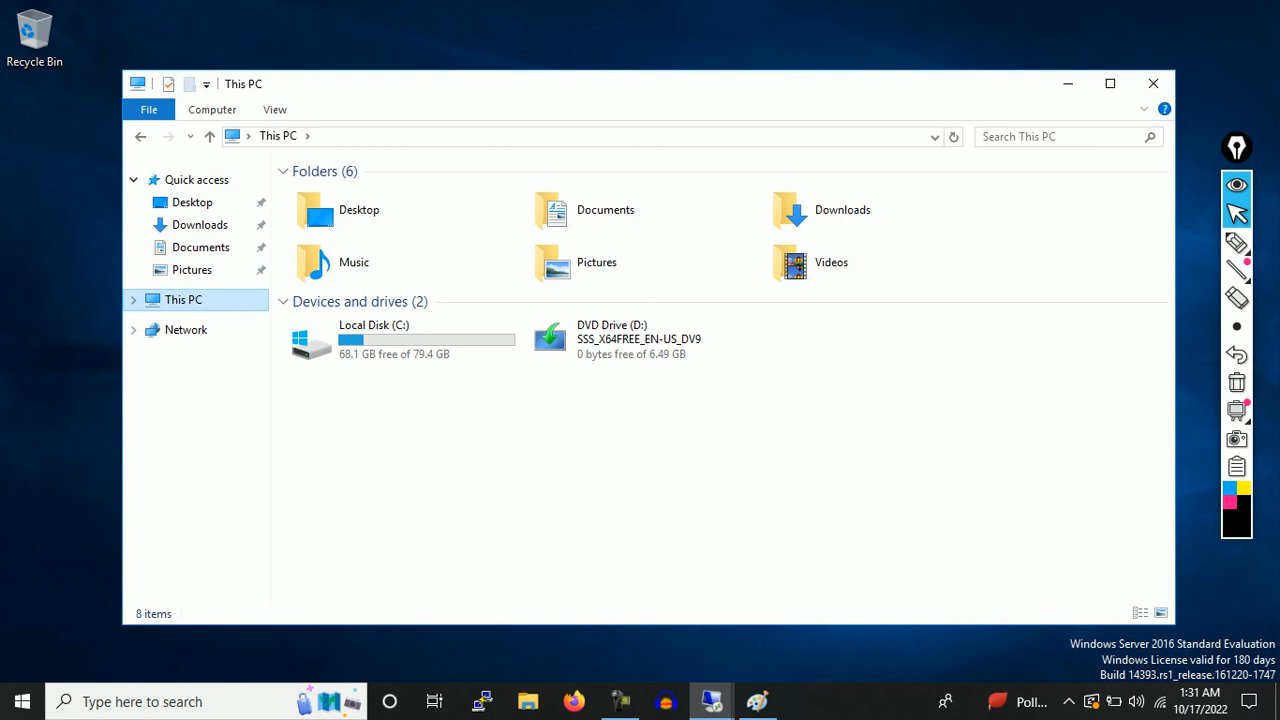 Recycle Bin
This PC
File Computer View
This PC
Search This PC
Quick access
Desktop
Downloads
Documents
Pictures
This PC
Network
Folders (6)
Desktop
Documents
Downloads
Music
Pictures
Videos
Devices and drives (2)
Local Disk (C:)
68.1 GB free of 79.4 GB
DVD Drive (D:)
SSS_X64FREE_EN-US_DV9
0 bytes free of 6.49 GB
8 items
Windows Server 2016 Standard Evaluation
Windows License valid for 180 days
Build 14393.rs1_release.161220-1747
Type here to search
Poll...
1:31 AM
10/17/2022